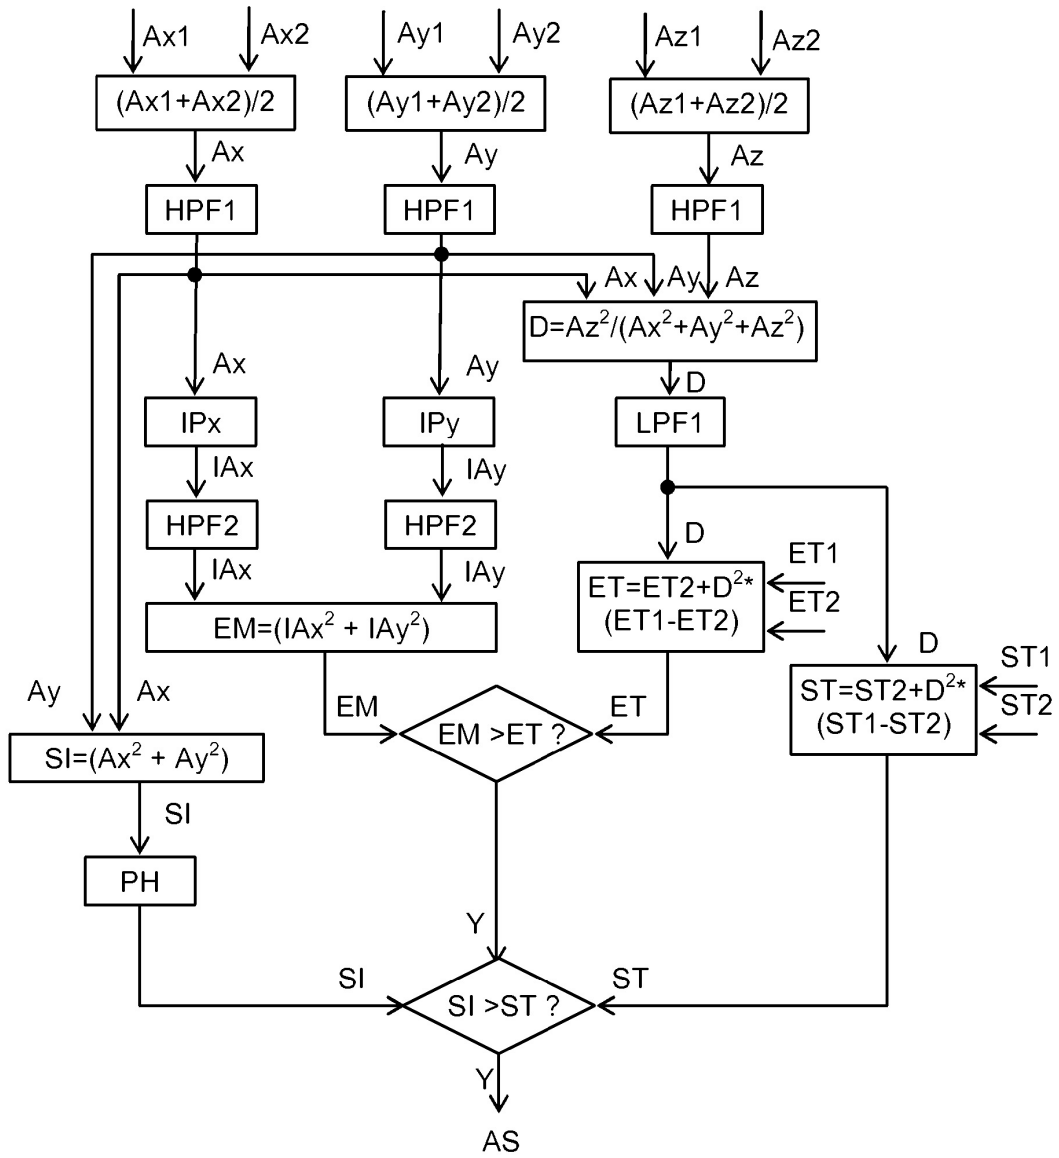 Ax1 Ax2 Ay1 Ay2 Az1 Az2
(Ax1+Ax2)/2 (Ay1+Ay2)/2 (Az1+Az2)/2
Ax Ay Az
HPF1 HPF1 HPF1
Ax Ay Az
D=Az²/(Ax²+Ay²+Az²)
Ax Ay D
IPx IPy LPF1
IAx IAy
HPF2 HPF2
D
IAx IAy
ET1
ET=ET2+D²*
(ET1-ET2)
ET2
EM=(IAx² + IAy²)
D
ST1
ST=ST2+D²*
(ST1-ST2)
ST2
Ay Ax
EM ET
EM >ET ?
SI=(Ax² + Ay²)
SI
PH
Y
SI ST
SI >ST ?
Y
AS